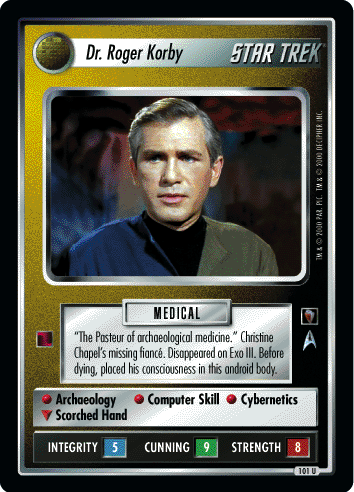 Dr. Roger Korby STAR TREK
TM & © 2000 PAR. PIC. TM & © 2000 DECIPHER INC.
MEDICAL
"The Pasteur of archaeological medicine." Christine
Chapel's missing fiancé. Disappeared on Exo III. Before
dying, placed his consciousness in this android body.
Archaeology Computer Skill Cybernetics
Scorched Hand
INTEGRITY 5 CUNNING 9 STRENGTH 8
101 U